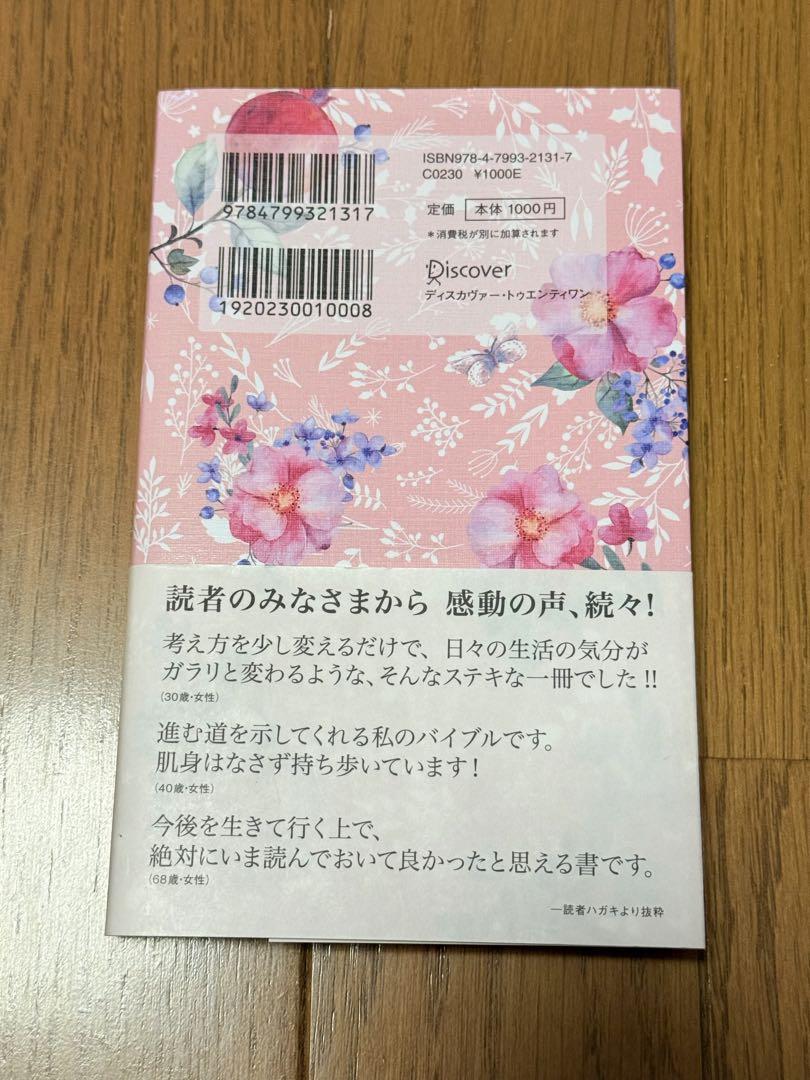 ISBN978-4-7993-2131-7
C0230 ¥1000E
9784799321317
定価 本体 1000円
*消費税が別に加算されます
1920230010008
Discover
ディスカヴァー・トゥエンティワン
読者のみなさまから 感動の声、続々!
考え方を少し変えるだけで、日々の生活の気分が
ガラリと変わるような、そんなステキな一冊でした!!
(30歳・女性)
進む道を示してくれる私のバイブルです。
肌身はなさず持ち歩いています!
(40歳・女性)
今後を生きて行く上で、
絶対にいま読んでおいて良かったと思える書です。
(68歳・女性)
—読者ハガキより抜粋